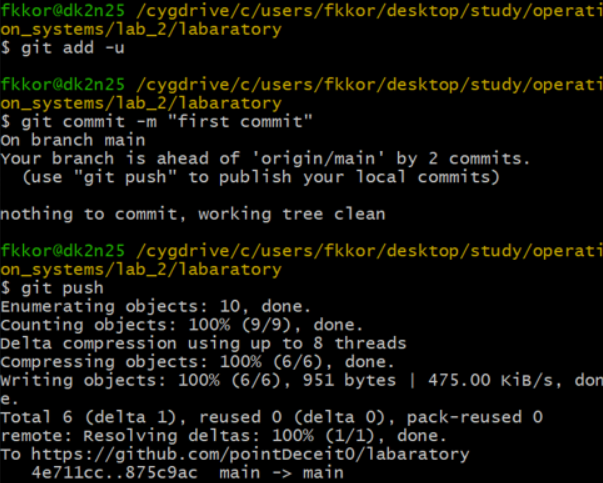 fkkor@dk2n25 /cygdrive/c/users/fkkor/desktop/study/operati
on_systems/lab_2/labaratory
$ git add -u
fkkor@dk2n25 /cygdrive/c/users/fkkor/desktop/study/operati
on_systems/lab_2/labaratory
$ git commit -m "first commit"
On branch main
Your branch is ahead of 'origin/main' by 2 commits.
  (use "git push" to publish your local commits)
nothing to commit, working tree clean
fkkor@dk2n25 /cygdrive/c/users/fkkor/desktop/study/operati
on_systems/lab_2/labaratory
$ git push
Enumerating objects: 10, done.
Counting objects: 100% (9/9), done.
Delta compression using up to 8 threads
Compressing objects: 100% (6/6), done.
Writing objects: 100% (6/6), 951 bytes | 475.00 KiB/s, don
e.
Total 6 (delta 1), reused 0 (delta 0), pack-reused 0
remote: Resolving deltas: 100% (1/1), done.
To https://github.com/pointDeceit0/labaratory
   4e711cc..875c9ac  main -> main